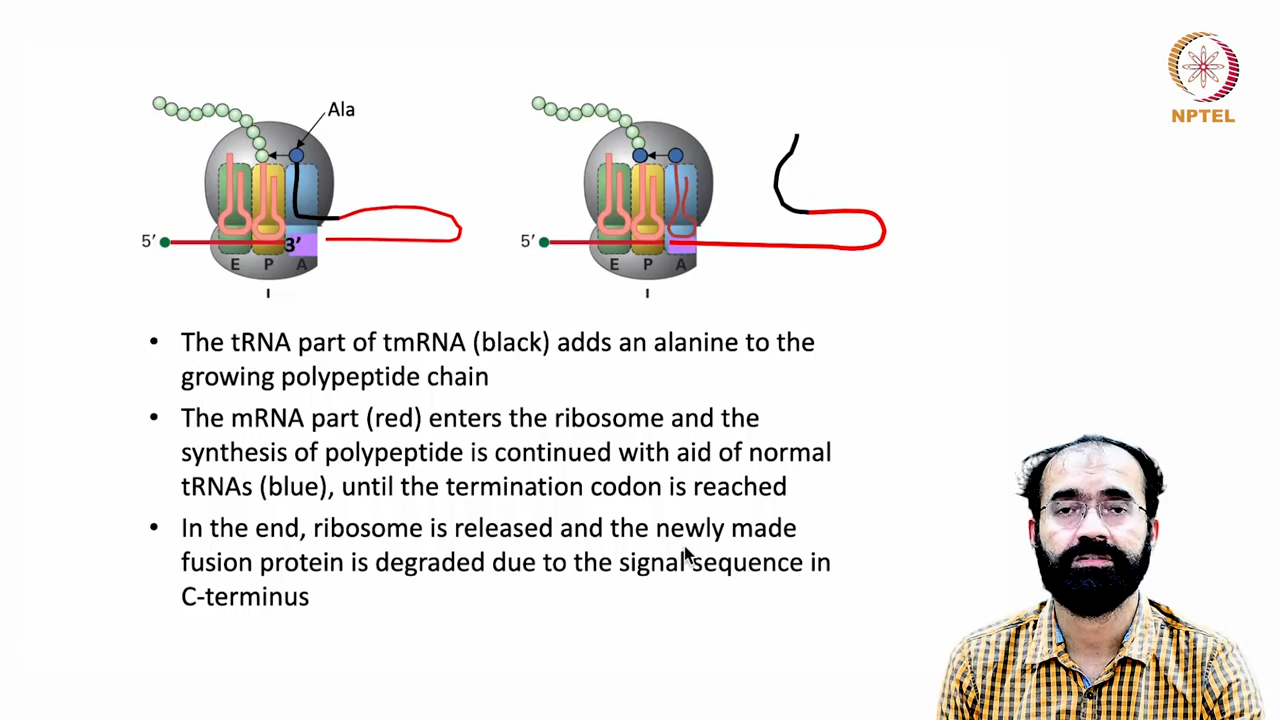 NPTEL
Ala
5’
3’
E P A
I
5’
E P A
I
• The tRNA part of tmRNA (black) adds an alanine to the
growing polypeptide chain
• The mRNA part (red) enters the ribosome and the
synthesis of polypeptide is continued with aid of normal
tRNAs (blue), until the termination codon is reached
• In the end, ribosome is released and the newly made
fusion protein is degraded due to the signal sequence in
C-terminus